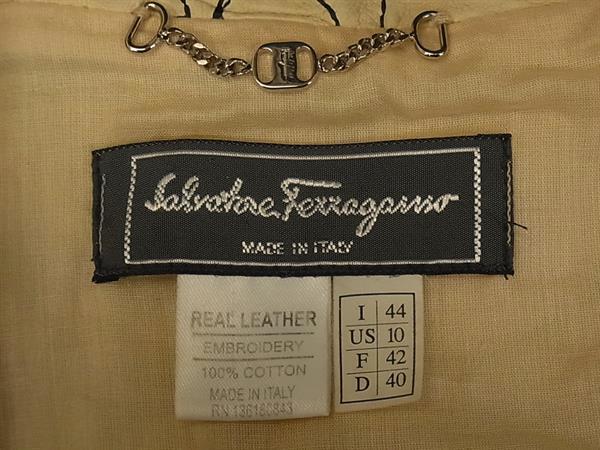 Salvatore Ferragamo
MADE IN ITALY
REAL LEATHER
EMBROIDERY
100% COTTON
MADE IN ITALY
RN 136160843
I 44
US 10
F 42
D 40